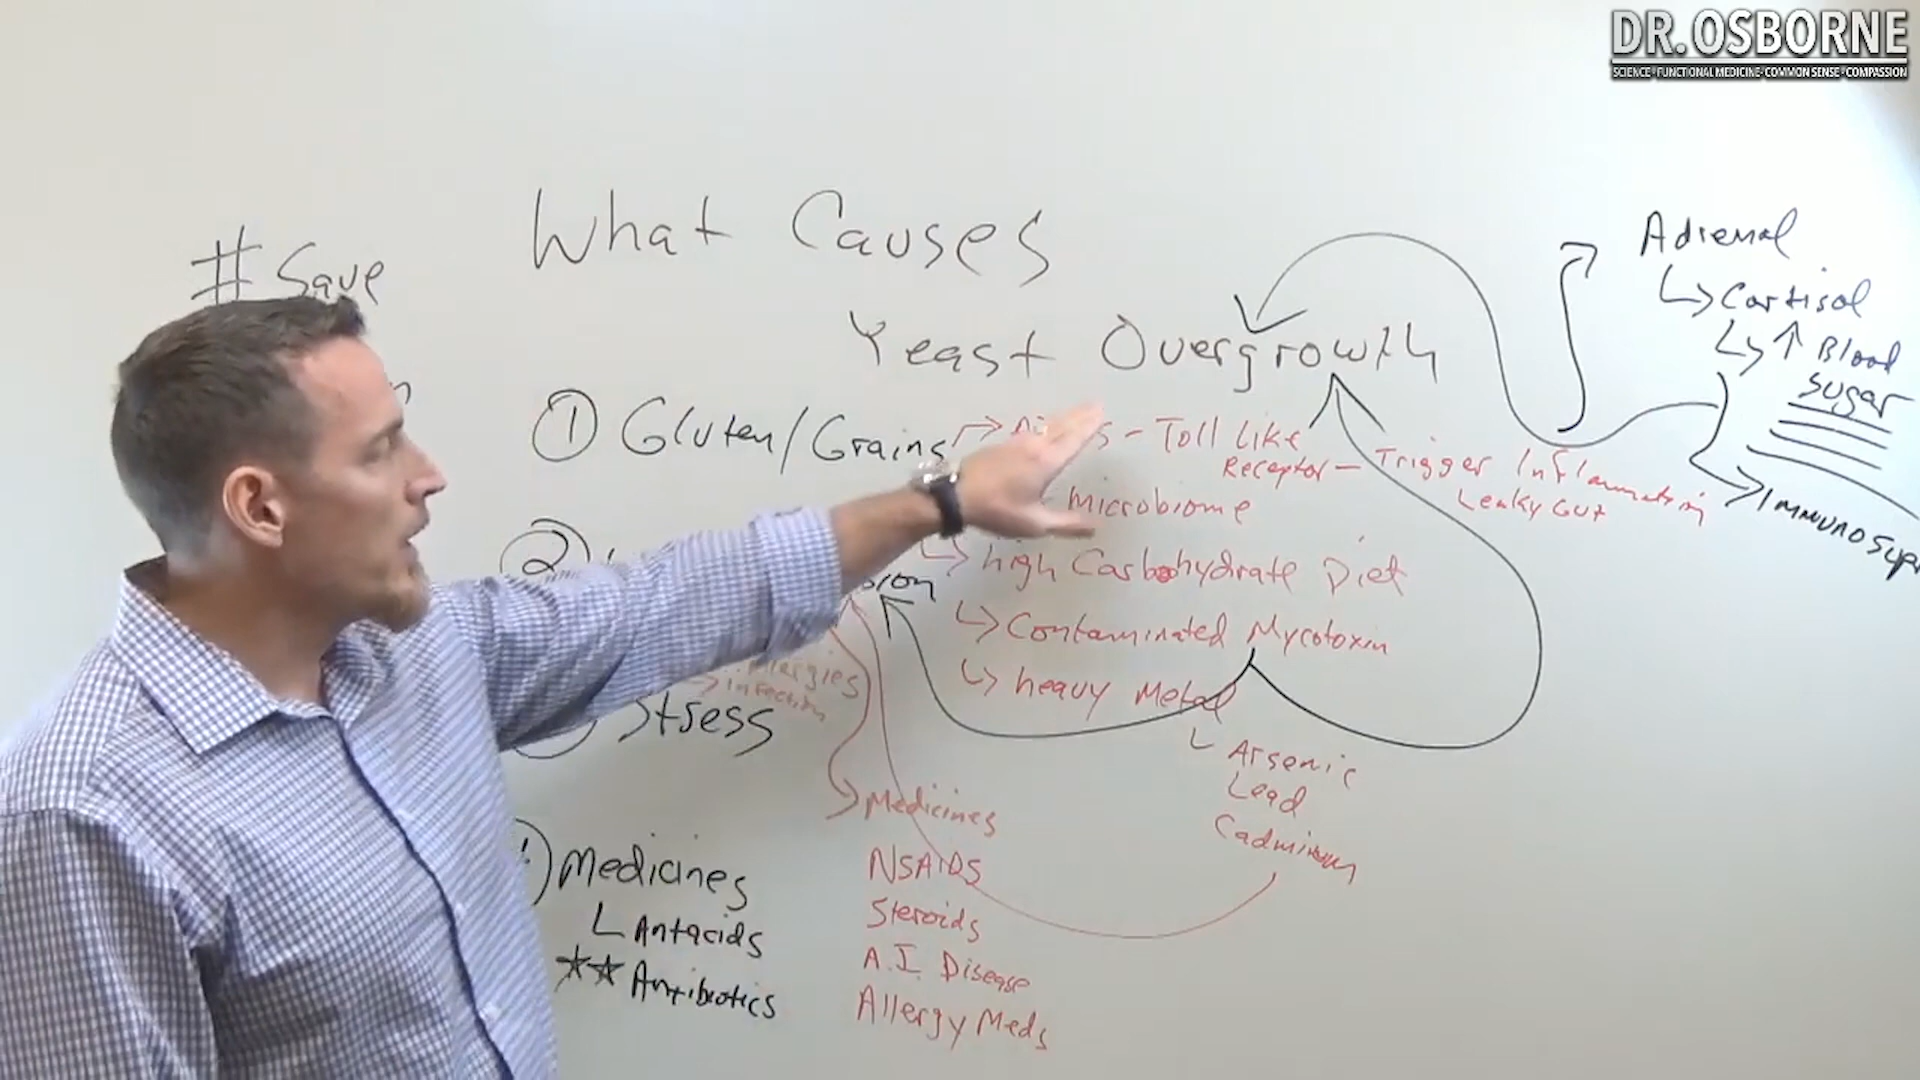 DR. OSBORNE
SCIENCE - FUNCTIONAL MEDICINE - COMMON SENSE - COMPASSION
# Save
What Causes
Yeast Overgrowth
① Gluten/Grains
- Toll Like
Receptor - Trigger Inflammation
Leaky Gut
microbiome
high Carbohydrate Diet
Contaminated Mycotoxin
heavy Metal
Arsenic
Lead
Cadmium
Adrenal
Cortisol
↑ Blood
Sugar
②
Infection
Stress
Medicines
Antacids
★★ Antibiotics
Medicines
NSAIDS
Steroids
A.I. Disease
Allergy Meds